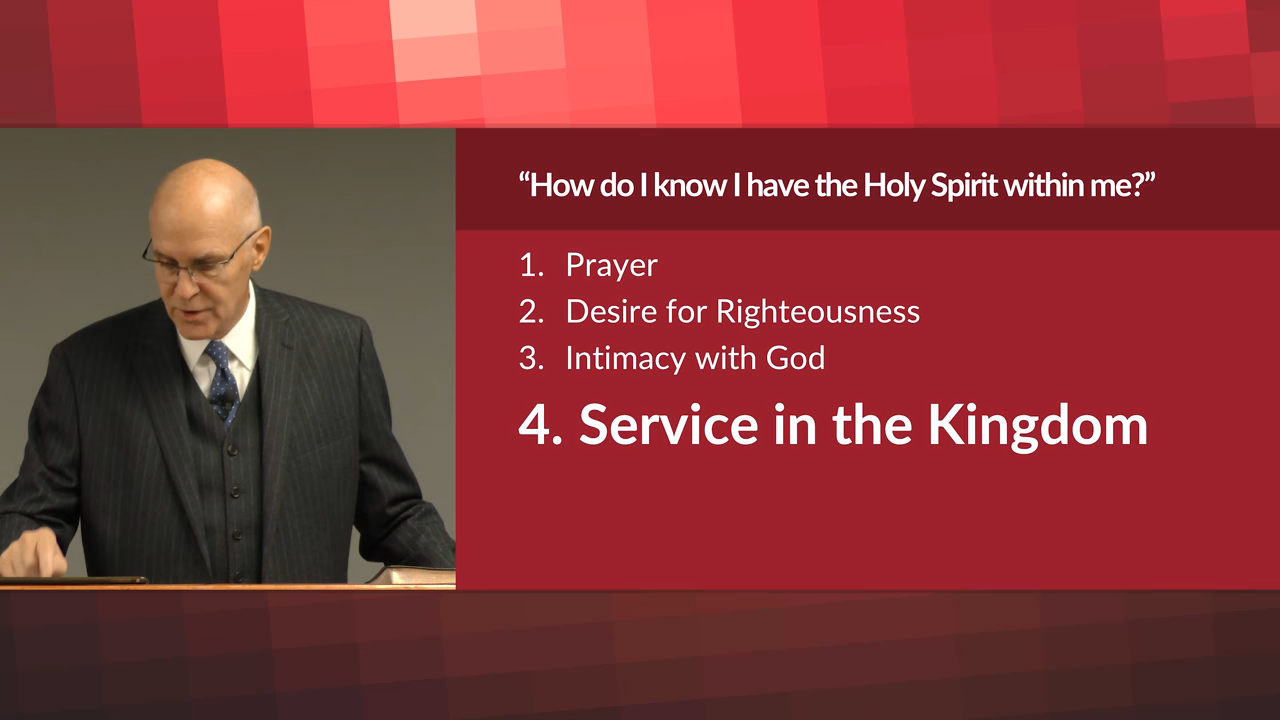 “How do I know I have the Holy Spirit within me?”
1. Prayer
2. Desire for Righteousness
3. Intimacy with God
4. Service in the Kingdom